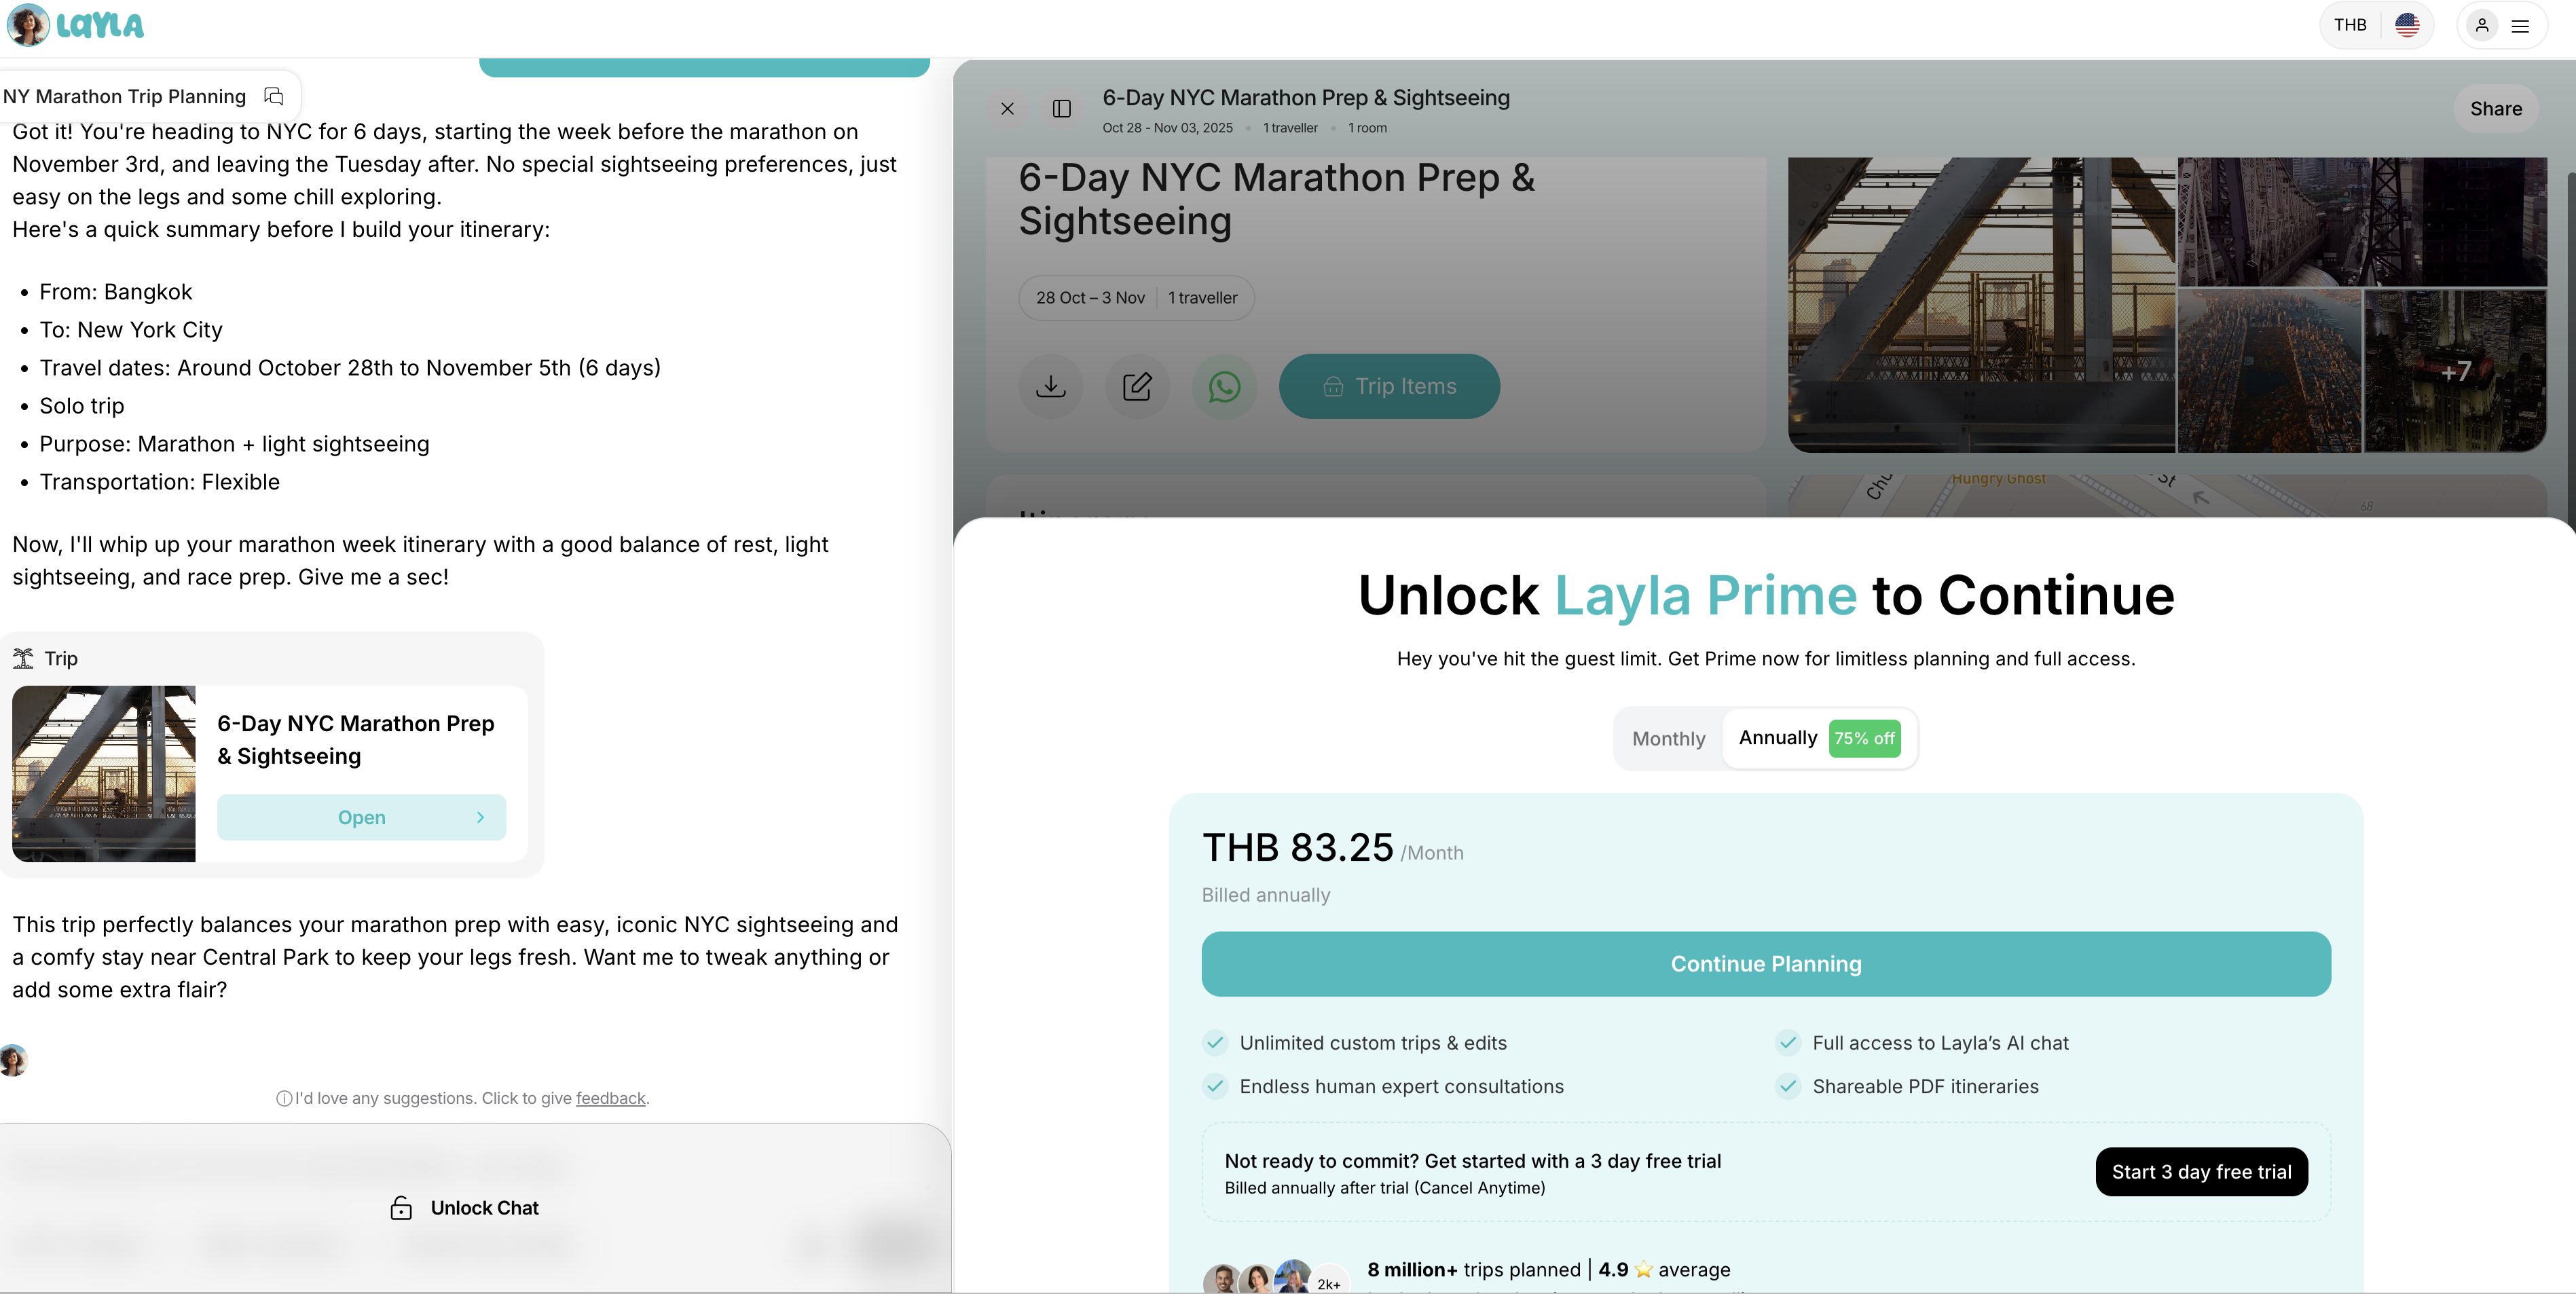 LAYLA
THB
NY Marathon Trip Planning
Got it! You're heading to NYC for 6 days, starting the week before the marathon on
November 3rd, and leaving the Tuesday after. No special sightseeing preferences, just
easy on the legs and some chill exploring.
Here's a quick summary before I build your itinerary:
• From: Bangkok
• To: New York City
• Travel dates: Around October 28th to November 5th (6 days)
• Solo trip
• Purpose: Marathon + light sightseeing
• Transportation: Flexible
Now, I'll whip up your marathon week itinerary with a good balance of rest, light
sightseeing, and race prep. Give me a sec!
Trip
6-Day NYC Marathon Prep
& Sightseeing
Open
This trip perfectly balances your marathon prep with easy, iconic NYC sightseeing and
a comfy stay near Central Park to keep your legs fresh. Want me to tweak anything or
add some extra flair?
I'd love any suggestions. Click to give feedback.
Unlock Chat
6-Day NYC Marathon Prep & Sightseeing
Oct 28 - Nov 03, 2025 • 1 traveller • 1 room
Share
6-Day NYC Marathon Prep &
Sightseeing
28 Oct – 3 Nov 1 traveller
Trip Items
+7
Hungry Ghost
St
68
Unlock Layla Prime to Continue
Hey you've hit the guest limit. Get Prime now for limitless planning and full access.
Monthly Annually 75% off
THB 83.25 /Month
Billed annually
Continue Planning
Unlimited custom trips & edits
Full access to Layla’s AI chat
Endless human expert consultations
Shareable PDF itineraries
Not ready to commit? Get started with a 3 day free trial
Billed annually after trial (Cancel Anytime)
Start 3 day free trial
2k+
8 million+ trips planned | 4.9 ⭐ average